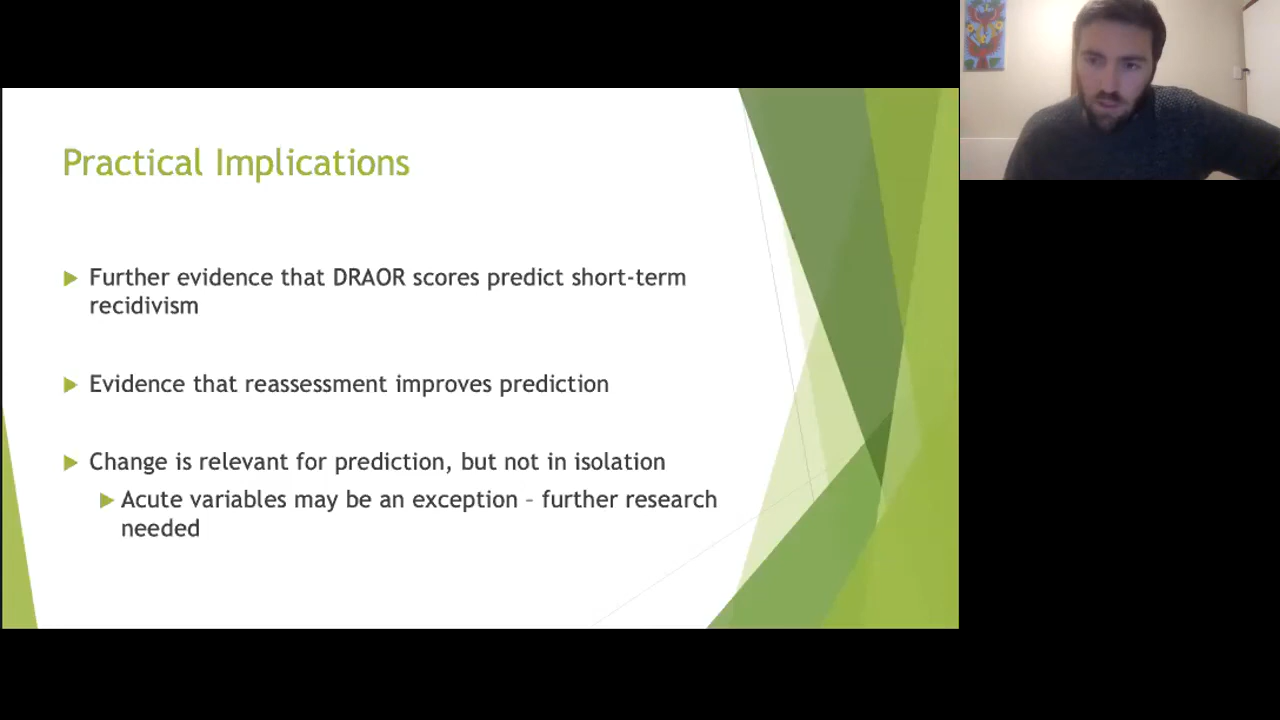 Practical Implications
Further evidence that DRAOR scores predict short-term
recidivism
Evidence that reassessment improves prediction
Change is relevant for prediction, but not in isolation
Acute variables may be an exception – further research
needed